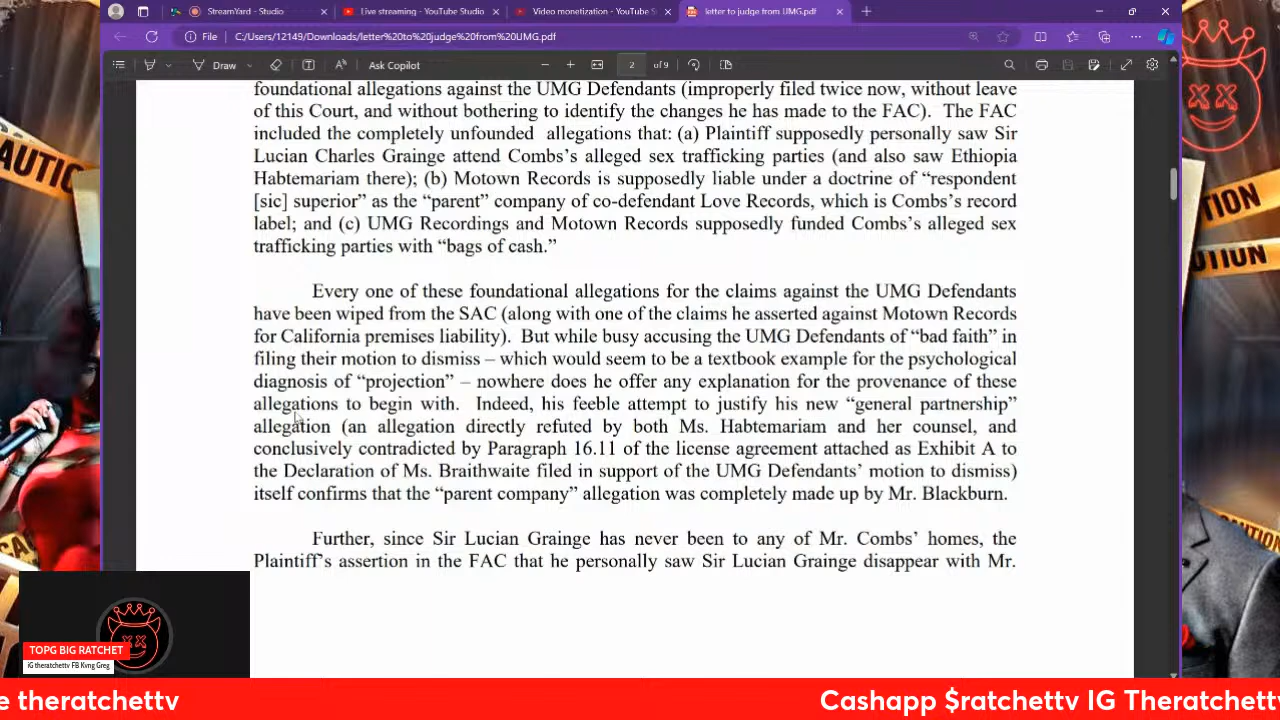 StreamYard - Studio
Live streaming - YouTube Studio
Video monetization - YouTube S
letter to judge from UMG.pdf
File
C:/Users/12149/Downloads/letter%20to%20judge%20from%20UMG.pdf
Draw
Ask Copilot
2 of 9
foundational allegations against the UMG Defendants (improperly filed twice now, without leave
of this Court, and without bothering to identify the changes he has made to the FAC). The FAC
included the completely unfounded allegations that: (a) Plaintiff supposedly personally saw Sir
Lucian Charles Grainge attend Combs's alleged sex trafficking parties (and also saw Ethiopia
Habtemariam there); (b) Motown Records is supposedly liable under a doctrine of “respondent
[sic] superior” as the “parent” company of co-defendant Love Records, which is Combs's record
label; and (c) UMG Recordings and Motown Records supposedly funded Combs's alleged sex
trafficking parties with “bags of cash.”
Every one of these foundational allegations for the claims against the UMG Defendants
have been wiped from the SAC (along with one of the claims he asserted against Motown Records
for California premises liability). But while busy accusing the UMG Defendants of “bad faith” in
filing their motion to dismiss – which would seem to be a textbook example for the psychological
diagnosis of “projection” – nowhere does he offer any explanation for the provenance of these
allegations to begin with. Indeed, his feeble attempt to justify his new “general partnership”
allegation (an allegation directly refuted by both Ms. Habtemariam and her counsel, and
conclusively contradicted by Paragraph 16.11 of the license agreement attached as Exhibit A to
the Declaration of Ms. Braithwaite filed in support of the UMG Defendants' motion to dismiss)
itself confirms that the “parent company” allegation was completely made up by Mr. Blackburn.
Further, since Sir Lucian Grainge has never been to any of Mr. Combs' homes, the
Plaintiff's assertion in the FAC that he personally saw Sir Lucian Grainge disappear with Mr.
AUTIO
TION
UTION
XX
TOPG BIG RATCHET
iG theratchettv FB Kvng Greg
e theratchettv
Cashapp $ratchettv IG Theratchettv